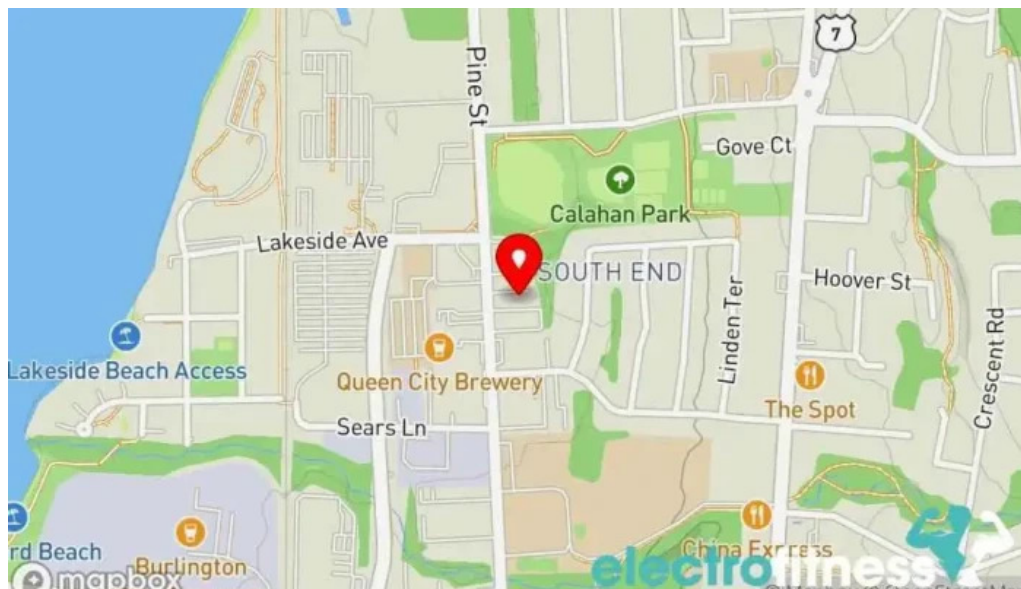 7
Pine St
Gove Ct
Calahan Park
Lakeside Ave
SOUTH END
Hoover St
Linden Ter
Crescent Rd
Lakeside Beach Access
Queen City Brewery
The Spot
Sears Ln
China Express
rd Beach
Burlington
electrofitness
mapbox